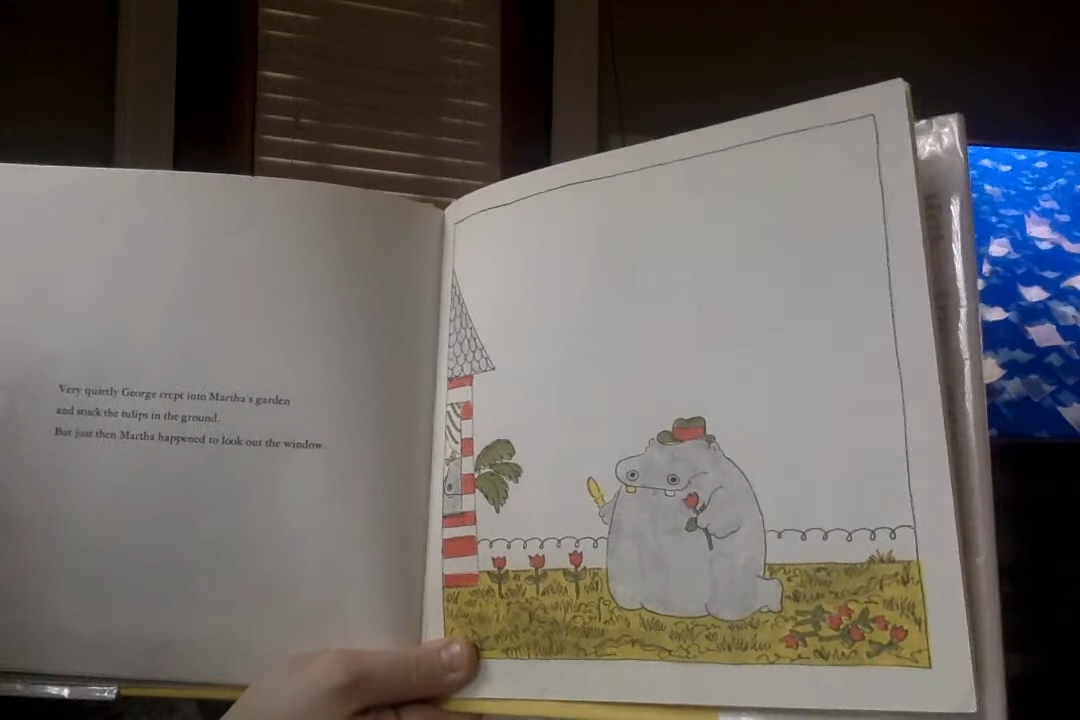 Very quietly George crept into Martha's garden
and stuck the tulips in the ground.
But just then Martha happened to look out the window.